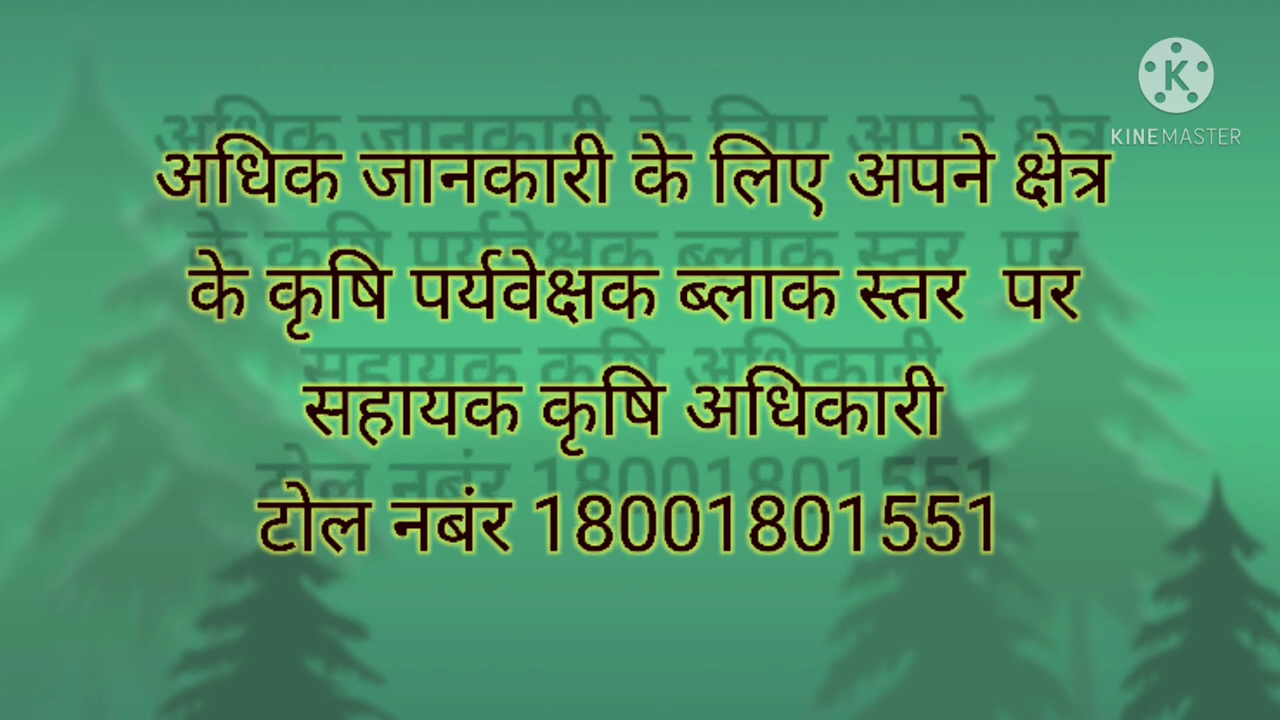 KINEMASTER
अधिक जानकारी के लिए अपने क्षेत्र
के कृषि पर्यवेक्षक ब्लाक स्तर पर
सहायक कृषि अधिकारी
टोल नबंर 18001801551